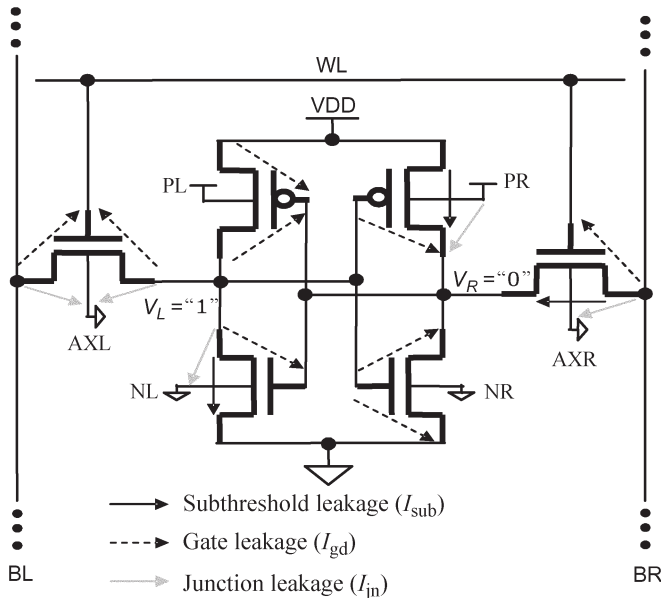 WL
VDD
PL
PR
V_L="1"
V_R="0"
AXL
AXR
NL
NR
Subthreshold leakage (I_sub)
Gate leakage (I_gd)
Junction leakage (I_jn)
BL
BR